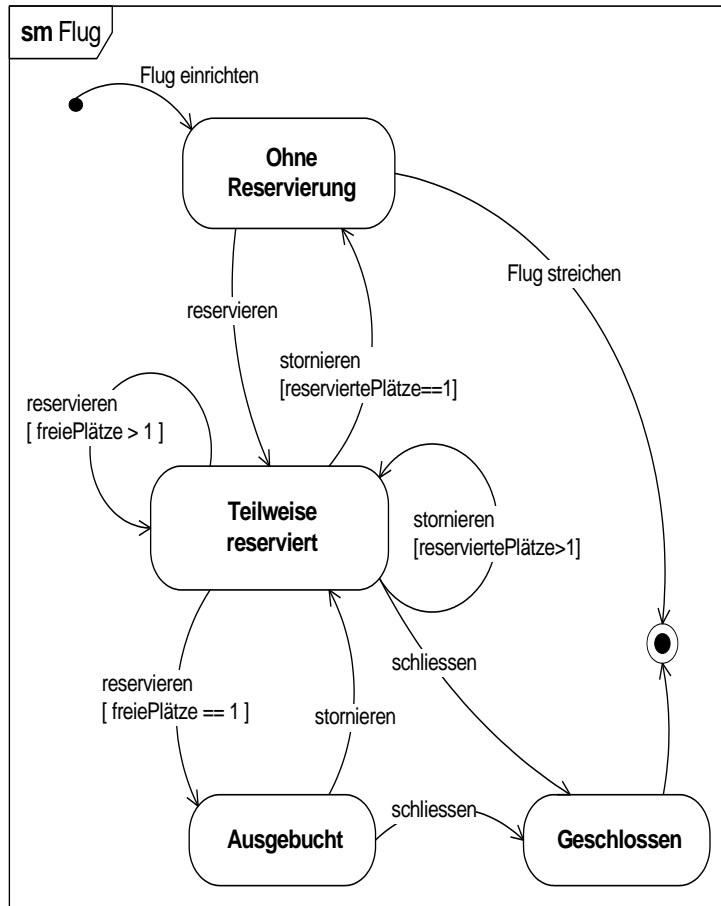 sm Flug
Flug einrichten
Ohne
Reservierung
Flug streichen
reservieren
stornieren
[reserviertePlätze==1]
reservieren
[ freiePlätze > 1 ]
Teilweise
reserviert
stornieren
[reserviertePlätze>1]
schliessen
reservieren
[ freiePlätze == 1 ]
stornieren
schliessen
Ausgebucht
Geschlossen